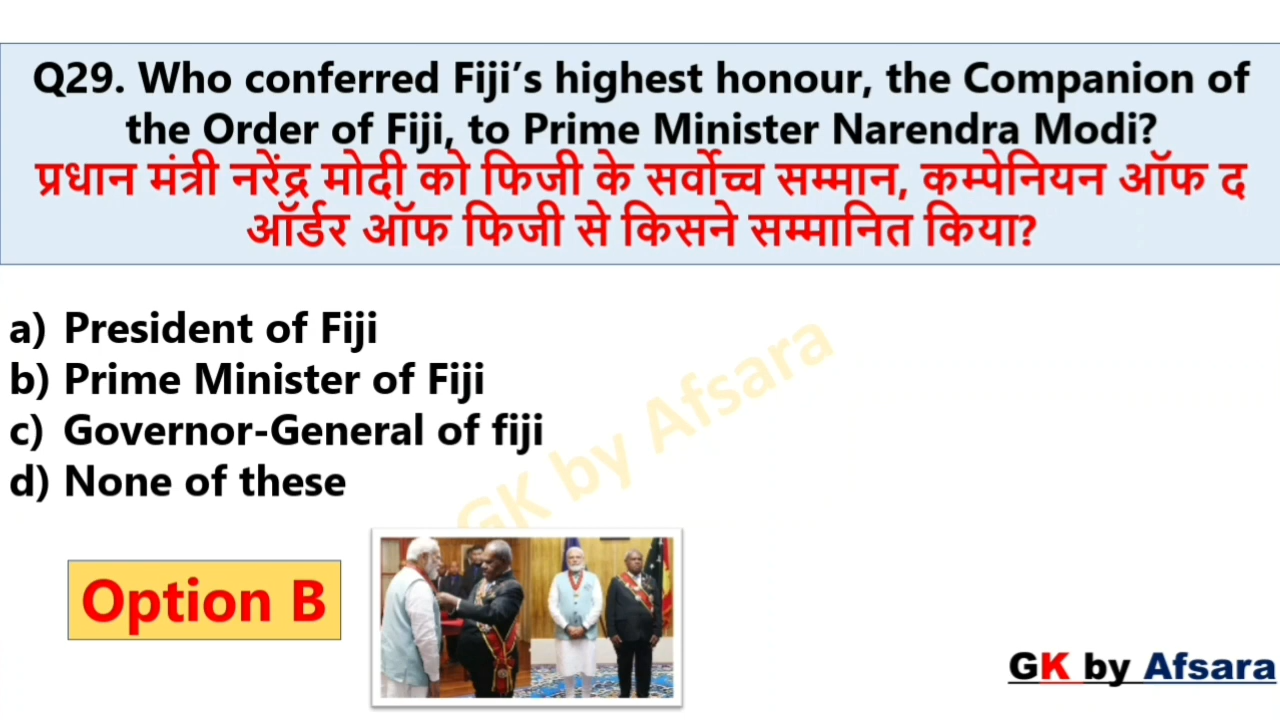 Q29. Who conferred Fiji’s highest honour, the Companion of
the Order of Fiji, to Prime Minister Narendra Modi?
प्रधान मंत्री नरेंद्र मोदी को फिजी के सर्वोच्च सम्मान, कम्पेनियन ऑफ द
ऑर्डर ऑफ फिजी से किसने सम्मानित किया?
a) President of Fiji
b) Prime Minister of Fiji
c) Governor-General of fiji
d) None of these
GK by Afsara
Option B
GK by Afsara